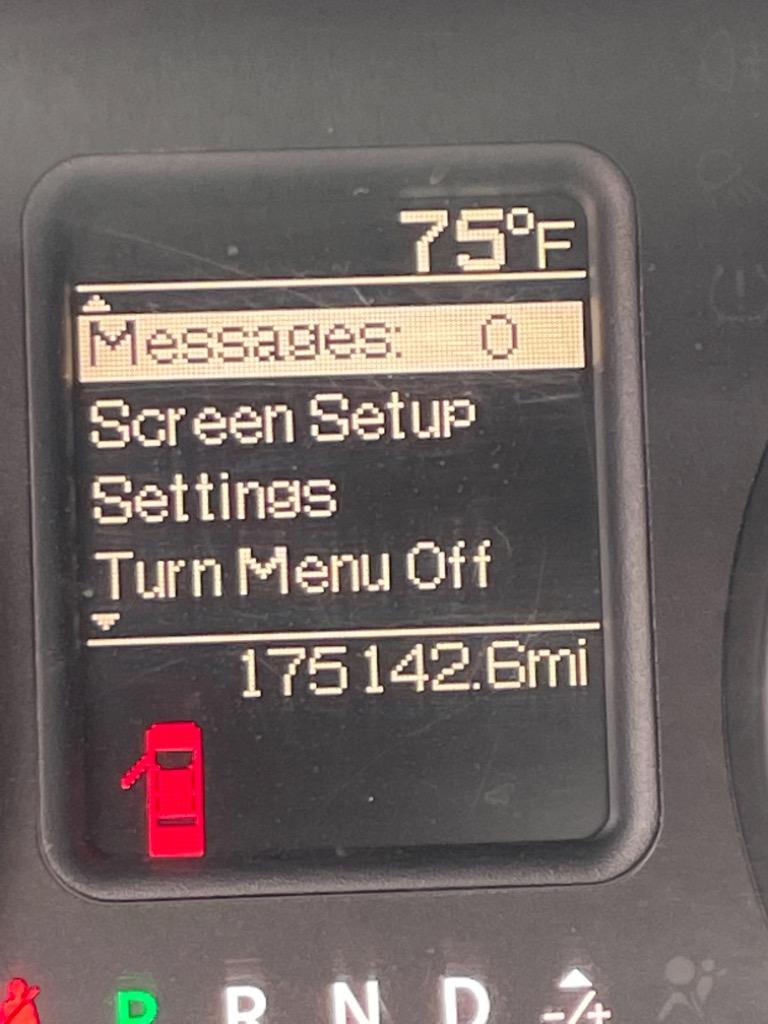 75°F
Messages: 0
Screen Setup
Settings
Turn Menu Off
175142.6mi
P R N D -/+